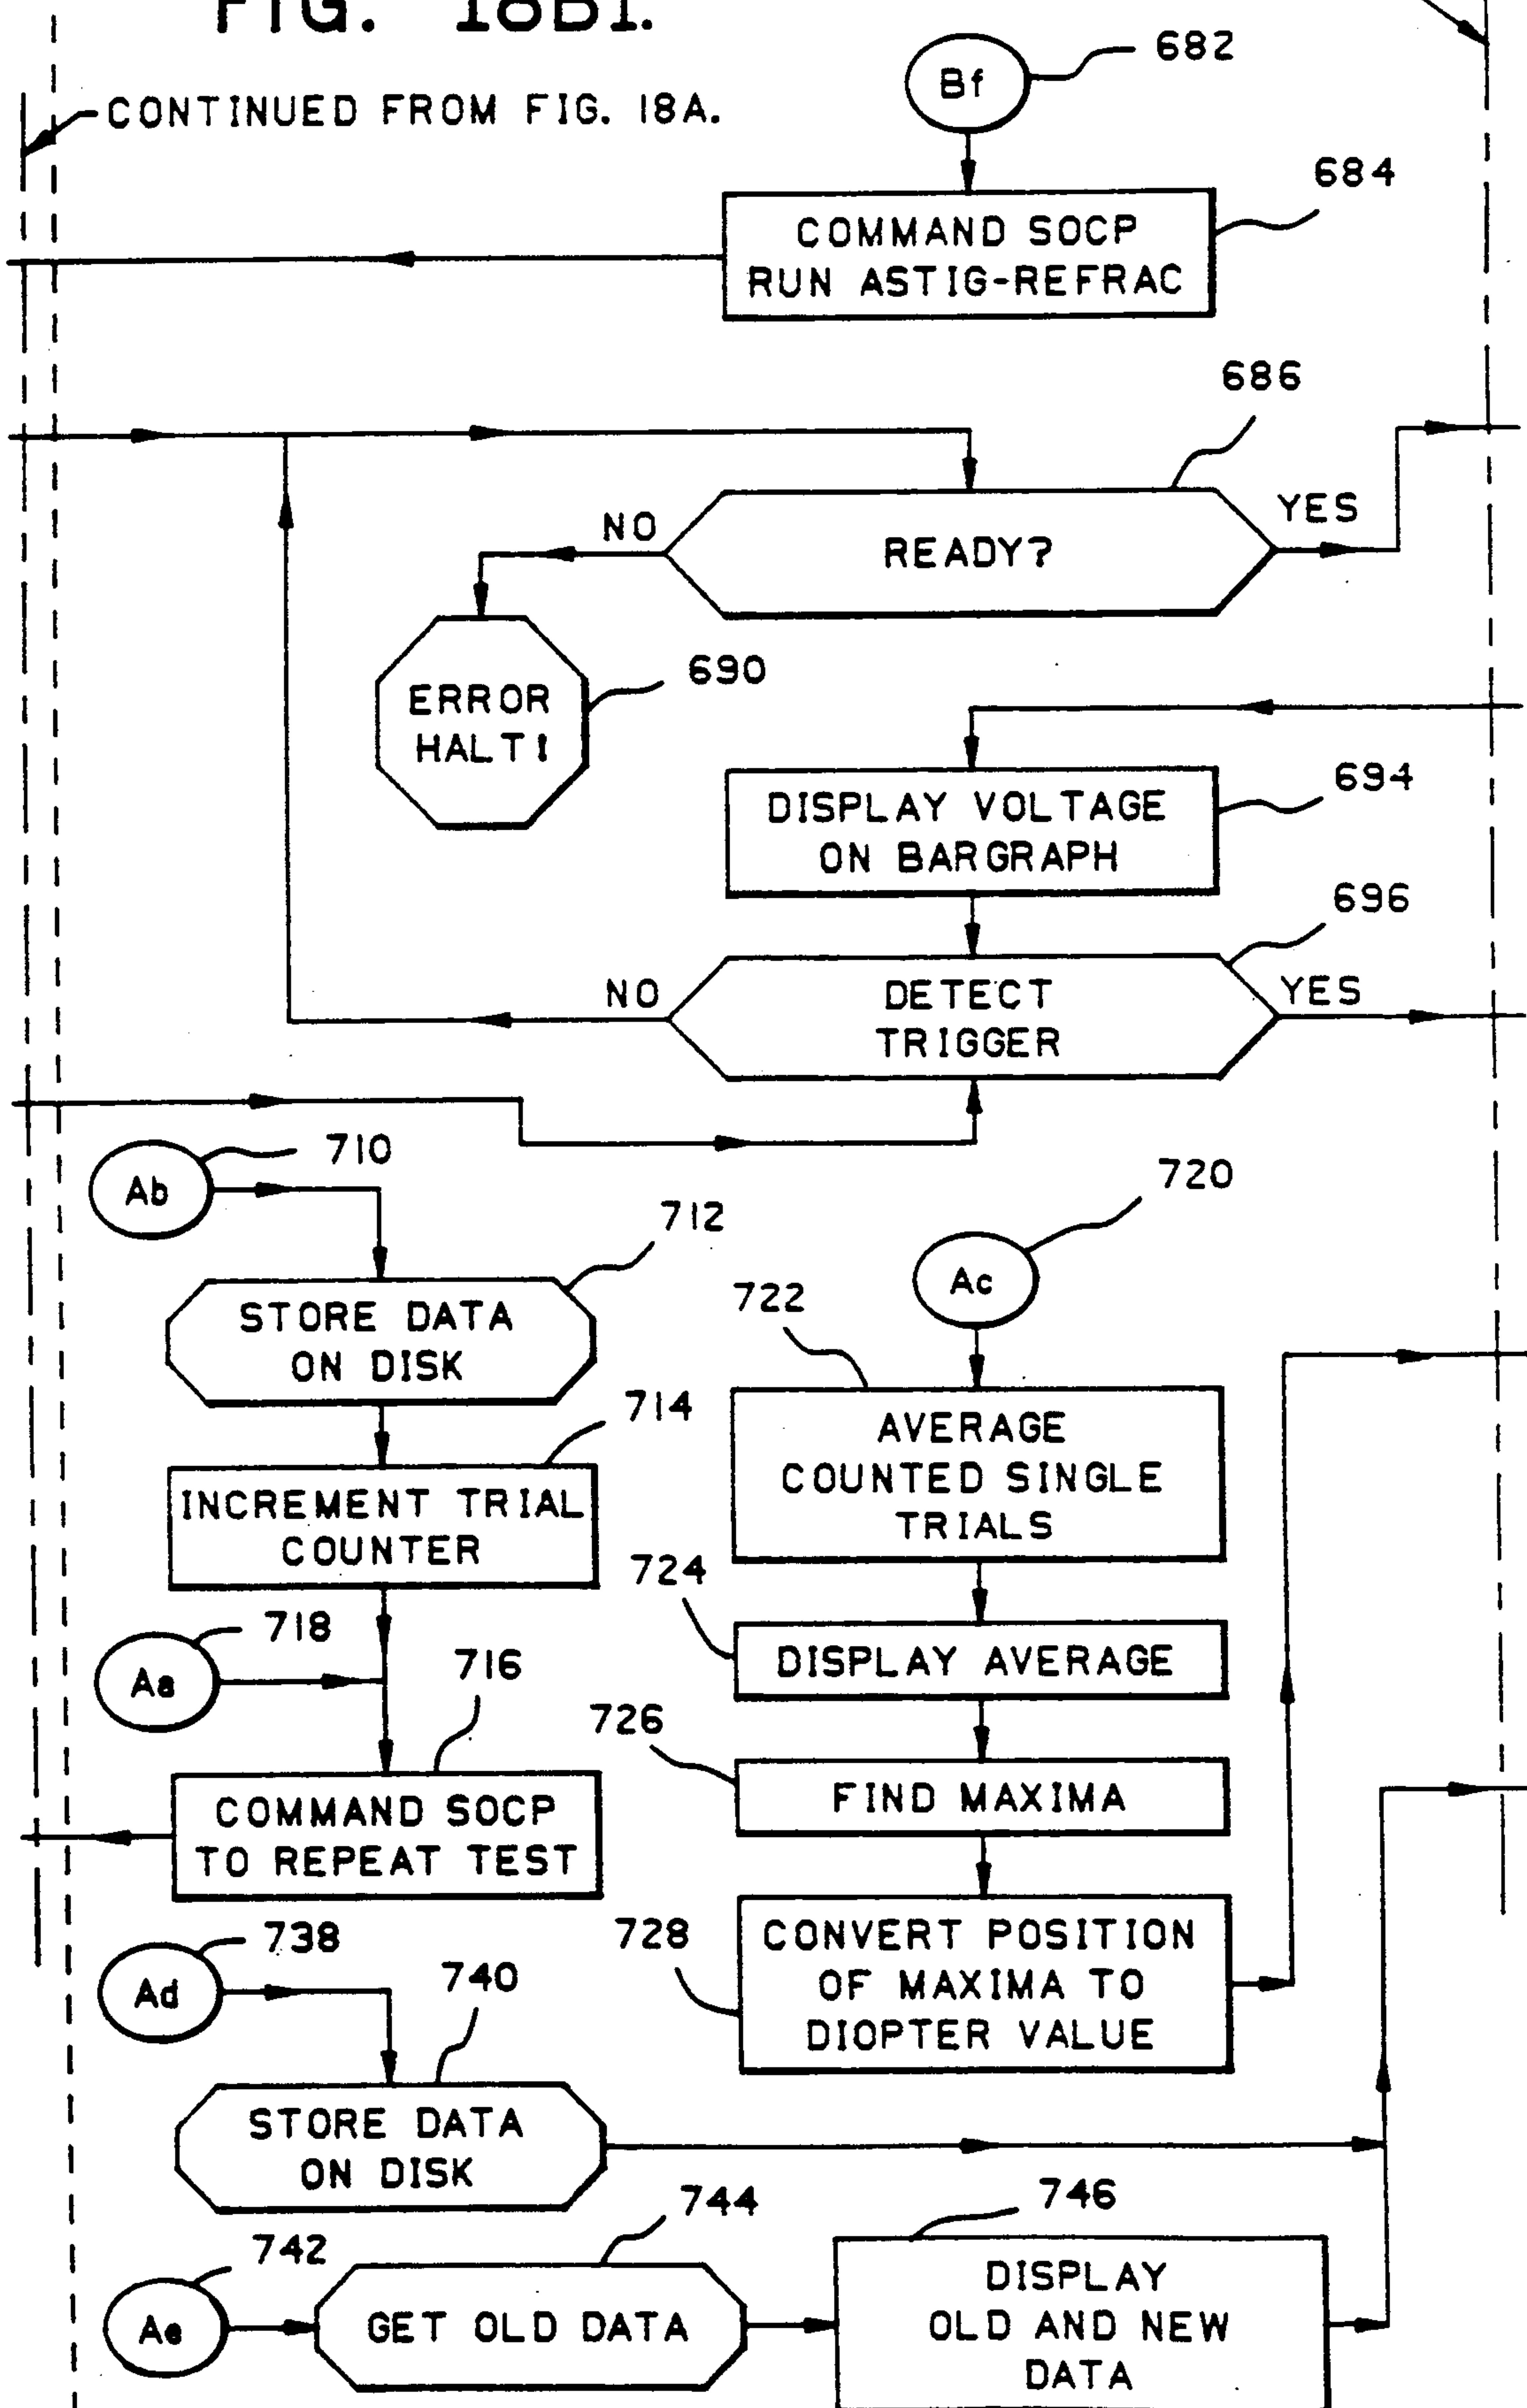 FIG. 18B1.
CONTINUED FROM FIG. 18A.
Bf
682
684
COMMAND SOCP
RUN ASTIG-REFRAC
686
NO
READY?
YES
ERROR
HALT!
690
694
DISPLAY VOLTAGE
ON BARGRAPH
696
NO
DETECT
TRIGGER
YES
Ab
710
712
STORE DATA
ON DISK
714
INCREMENT TRIAL
COUNTER
Aa
718
716
COMMAND SOCP
TO REPEAT TEST
720
Ac
722
AVERAGE
COUNTED SINGLE
TRIALS
724
DISPLAY AVERAGE
726
FIND MAXIMA
728
CONVERT POSITION
OF MAXIMA TO
DIOPTER VALUE
Ad
738
740
STORE DATA
ON DISK
Ae
742
744
GET OLD DATA
746
DISPLAY
OLD AND NEW
DATA